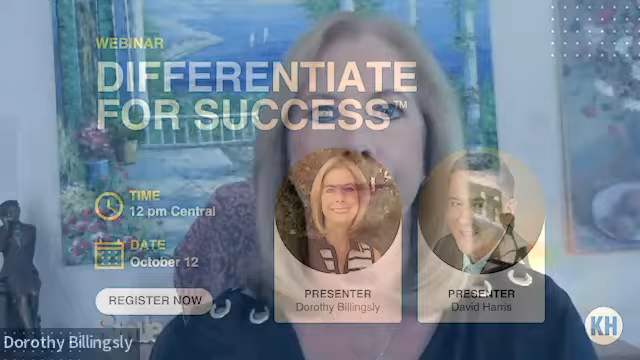 WEBINAR
DIFFERENTIATE
FOR SUCCESS™
TIME
12 pm Central
DATE
October 12
REGISTER NOW
PRESENTER
Dorothy Billingsly
PRESENTER
David Harris
KH
Dorothy Billingsly